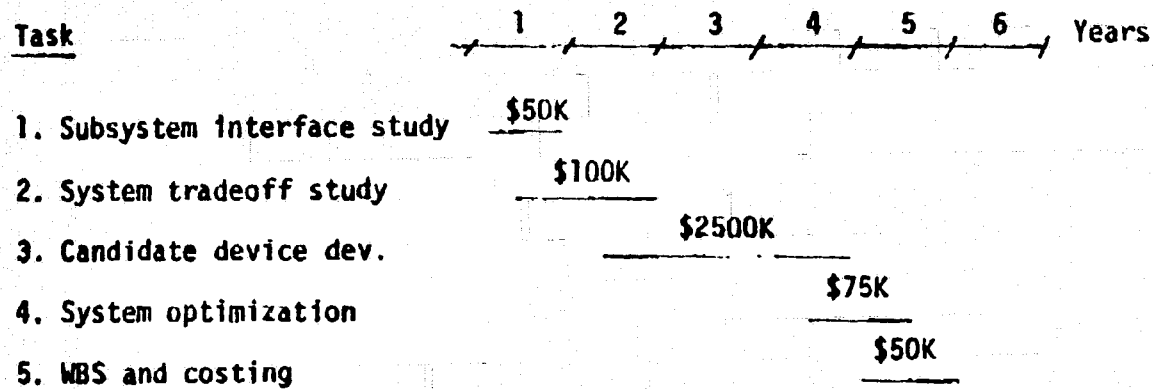 Task 1 2 3 4 5 6 Years
1. Subsystem interface study $50K
2. System tradeoff study $100K
3. Candidate device dev. $2500K
4. System optimization $75K
5. WBS and costing $50K